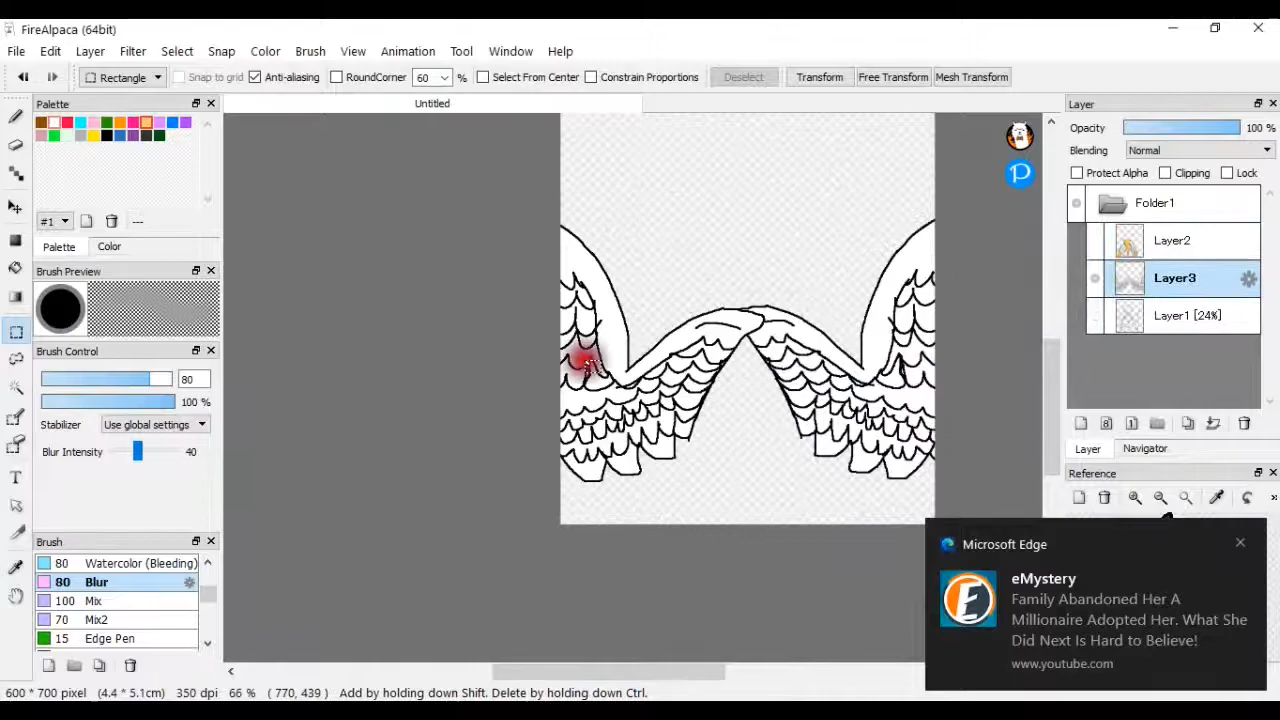 FireAlpaca (64bit)
File Edit Layer Filter Select Snap Color Brush View Animation Tool Window Help
Rectangle Snap to grid Anti-aliasing RoundCorner 60 % Select From Center Constrain Proportions Deselect Transform Free Transform Mesh Transform
Palette
Untitled
Layer
Opacity 100 %
Blending Normal
Protect Alpha Clipping Lock
Folder1
#1 ---
Palette Color
Layer2
Brush Preview
Layer3
Layer1 [24%]
Brush Control
80
100 %
Stabilizer Use global settings
Blur Intensity 40
Layer Navigator
Reference
Brush
80 Watercolor (Bleeding)
80 Blur
100 Mix
70 Mix2
15 Edge Pen
Microsoft Edge
eMystery
Family Abandoned Her A
Millionaire Adopted Her. What She
Did Next Is Hard to Believe!
www.youtube.com
600 * 700 pixel (4.4 * 5.1cm) 350 dpi 66 % ( 770, 439 ) Add by holding down Shift. Delete by holding down Ctrl.